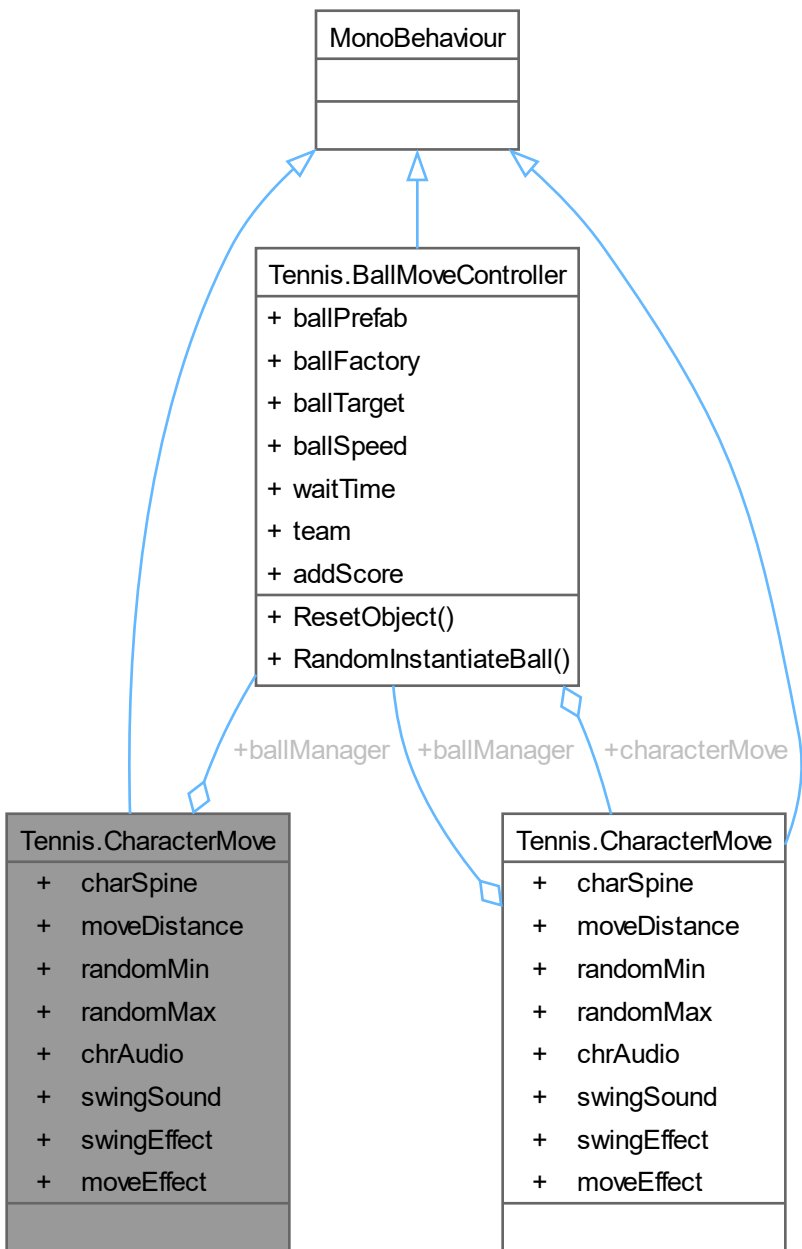 MonoBehaviour
Tennis.BallMoveController
+ ballPrefab
+ ballFactory
+ ballTarget
+ ballSpeed
+ waitTime
+ team
+ addScore
+ ResetObject()
+ RandomInstantiateBall()
+ballManager
+ballManager
+characterMove
Tennis.CharacterMove
+ charSpine
+ moveDistance
+ randomMin
+ randomMax
+ chrAudio
+ swingSound
+ swingEffect
+ moveEffect
Tennis.CharacterMove
+ charSpine
+ moveDistance
+ randomMin
+ randomMax
+ chrAudio
+ swingSound
+ swingEffect
+ moveEffect